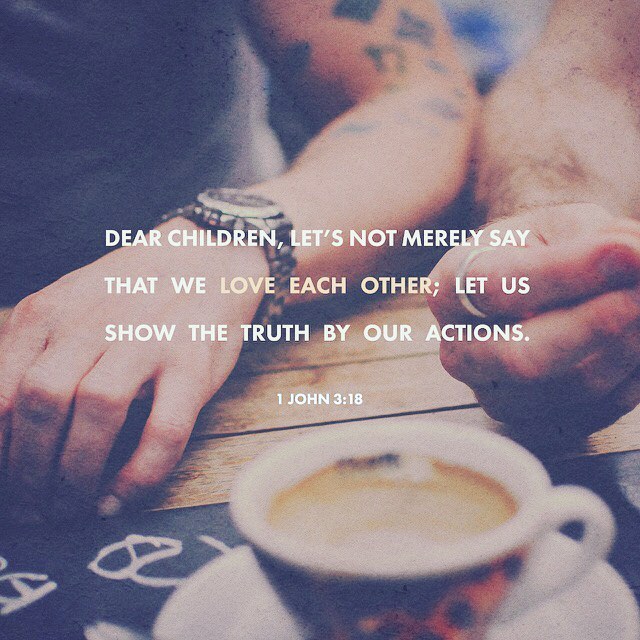 DEAR CHILDREN, LET'S NOT MERELY SAY
THAT WE LOVE EACH OTHER; LET US
SHOW THE TRUTH BY OUR ACTIONS.
1 JOHN 3:18